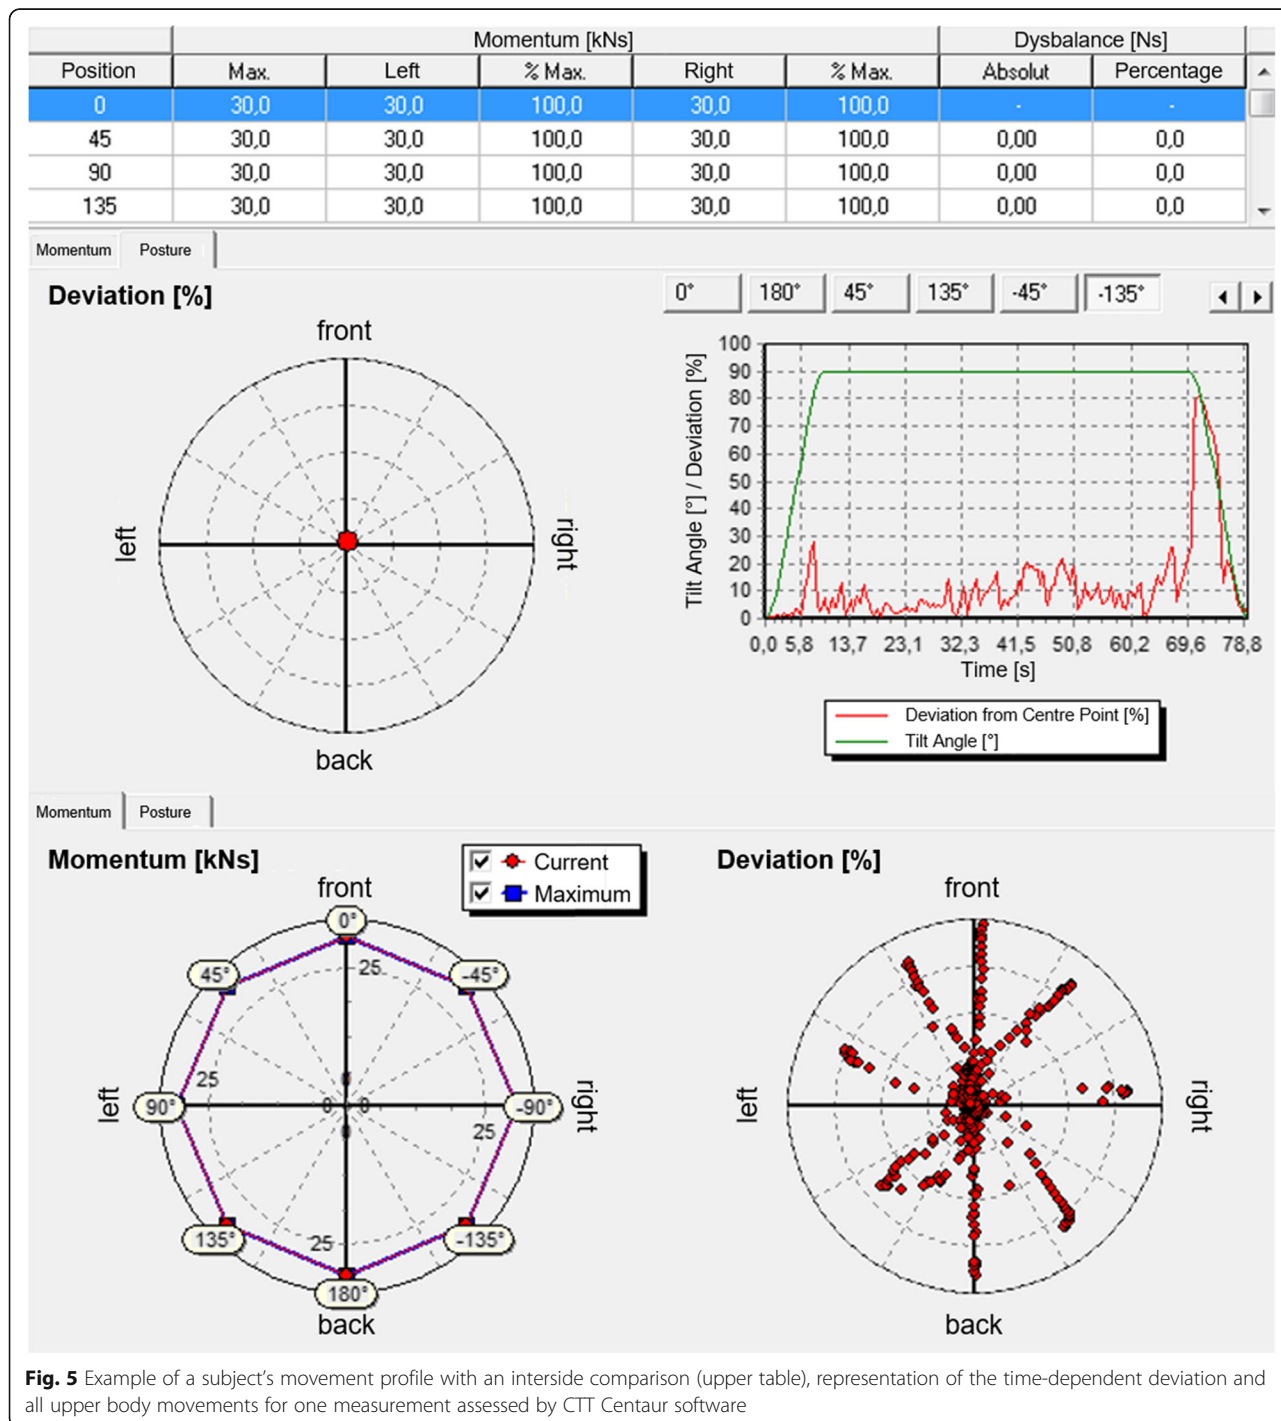 Momentum [kNs] Dysbalance [Ns]
Position Max. Left % Max. Right % Max. Absolut Percentage
0 30,0 30,0 100,0 30,0 100,0 - -
45 30,0 30,0 100,0 30,0 100,0 0,00 0,0
90 30,0 30,0 100,0 30,0 100,0 0,00 0,0
135 30,0 30,0 100,0 30,0 100,0 0,00 0,0
Momentum Posture
Deviation [%]
front
left
right
back
0° 180° 45° 135° -45° -135°
Tilt Angle [°] / Deviation [%]
100
90
80
70
60
50
40
30
20
10
0
0,0 5,8 13,7 23,1 32,3 41,5 50,8 60,2 69,6 78,8
Time [s]
Deviation from Centre Point [%]
Tilt Angle [°]
Momentum Posture
Momentum [kNs]
Current
Maximum
front
0°
45° 25 -45°
25 0
left 90° 0 0 -90° right
0 25
135° 25 -135°
180°
back
Deviation [%]
front
left
right
back
Fig. 5 Example of a subject's movement profile with an interside comparison (upper table), representation of the time-dependent deviation and
all upper body movements for one measurement assessed by CTT Centaur software